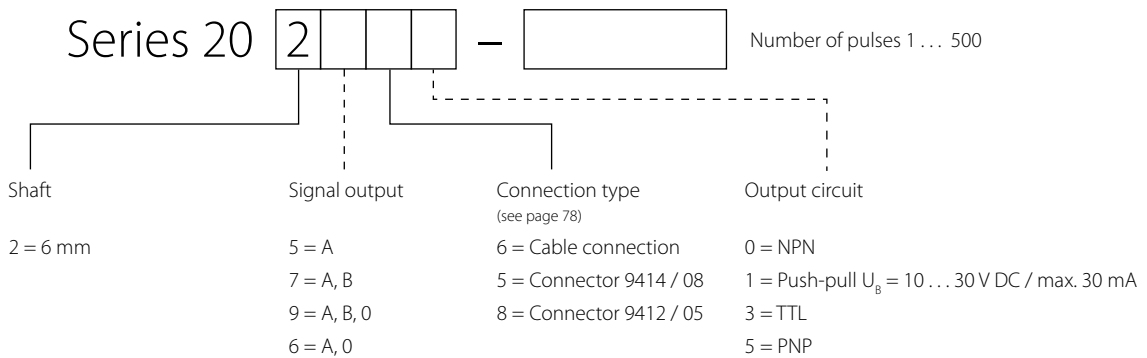 Series 20 2 – Number of pulses 1 … 500
Shaft
2 = 6 mm
Signal output
5 = A
7 = A, B
9 = A, B, 0
6 = A, 0
Connection type
(see page 78)
6 = Cable connection
5 = Connector 9414 / 08
8 = Connector 9412 / 05
Output circuit
0 = NPN
1 = Push-pull U_B = 10 … 30 V DC / max. 30 mA
3 = TTL
5 = PNP